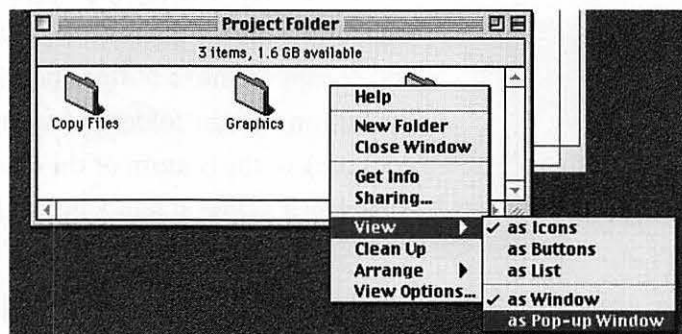 Project Folder
3 items, 1.6 GB available
Copy Files
Graphics
Help
New Folder
Close Window
Get Info
Sharing...
View
Clean Up
Arrange
View Options...
✓ as Icons
as Buttons
as List
✓ as Window
as Pop-up Window